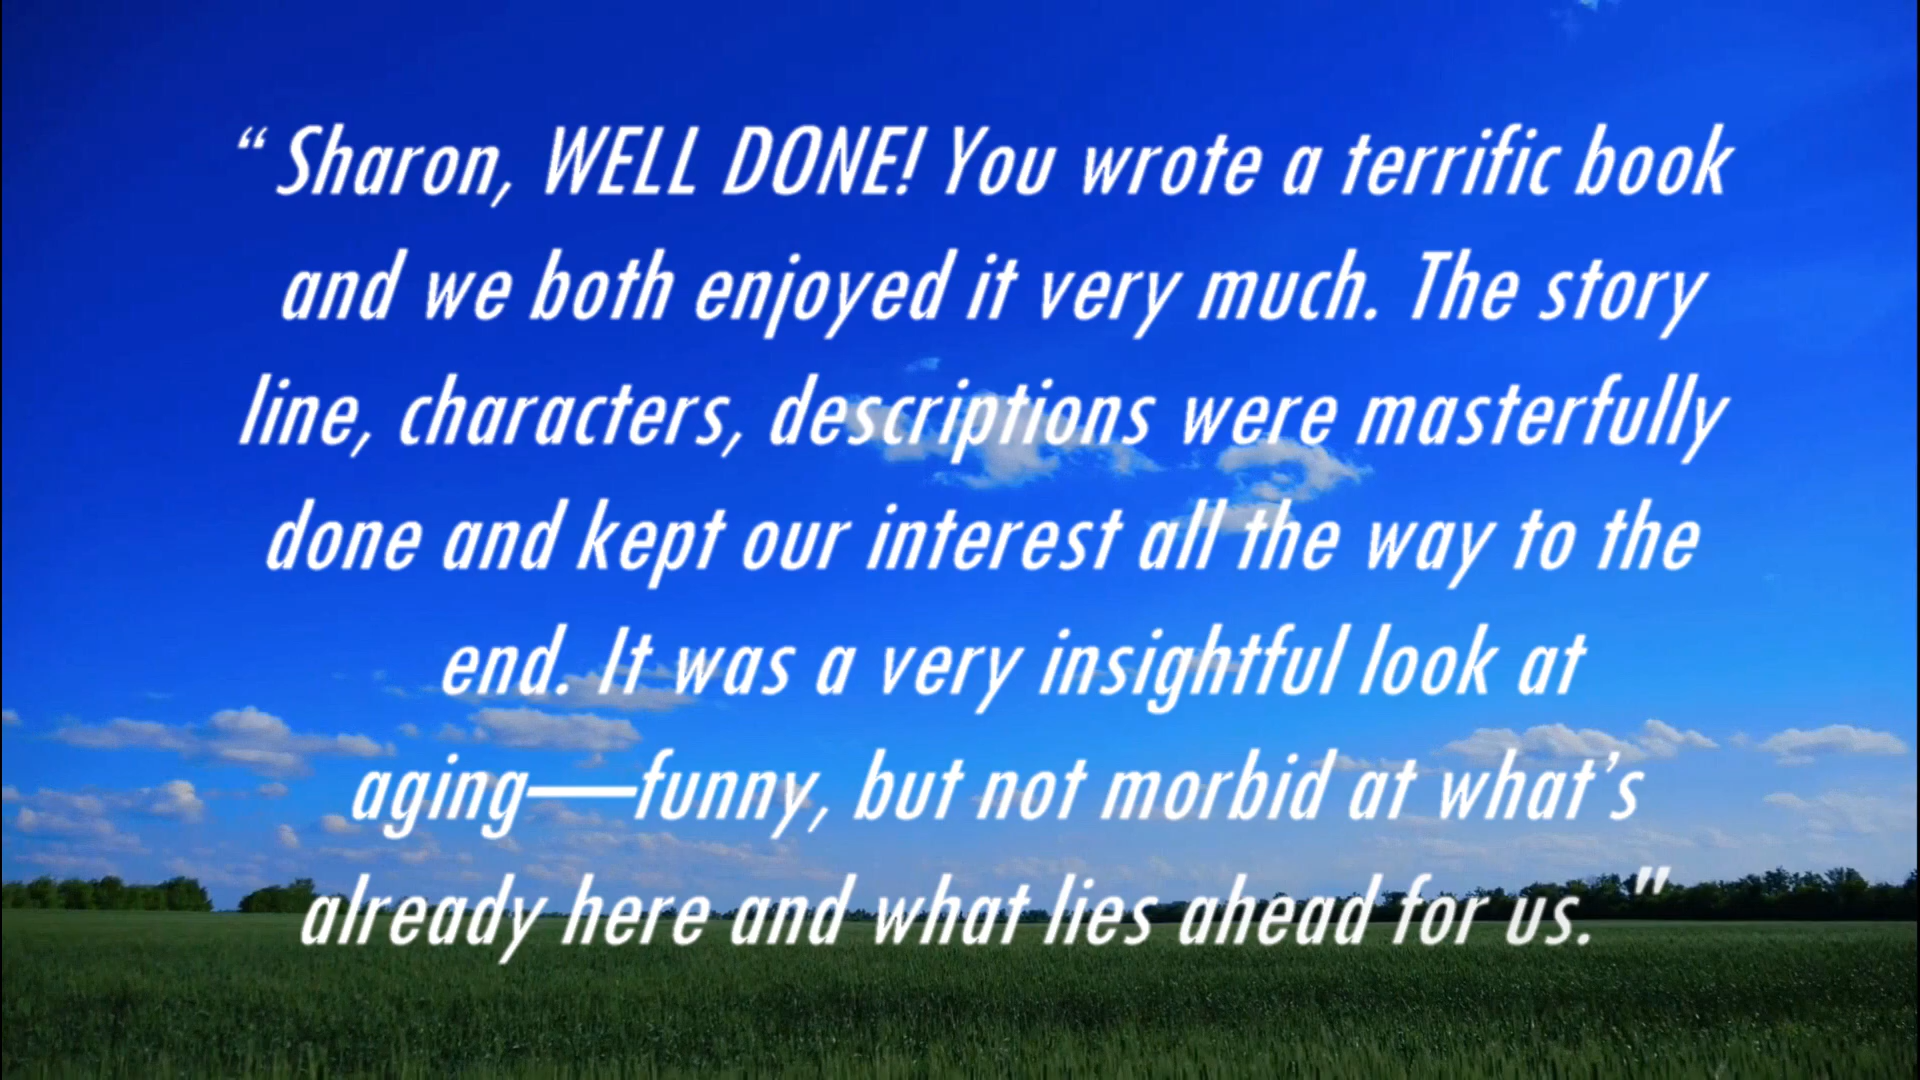 “ Sharon, WELL DONE! You wrote a terrific book
and we both enjoyed it very much. The story
line, characters, descriptions were masterfully
done and kept our interest all the way to the
end. It was a very insightful look at
aging—funny, but not morbid at what’s
already here and what lies ahead for us. "